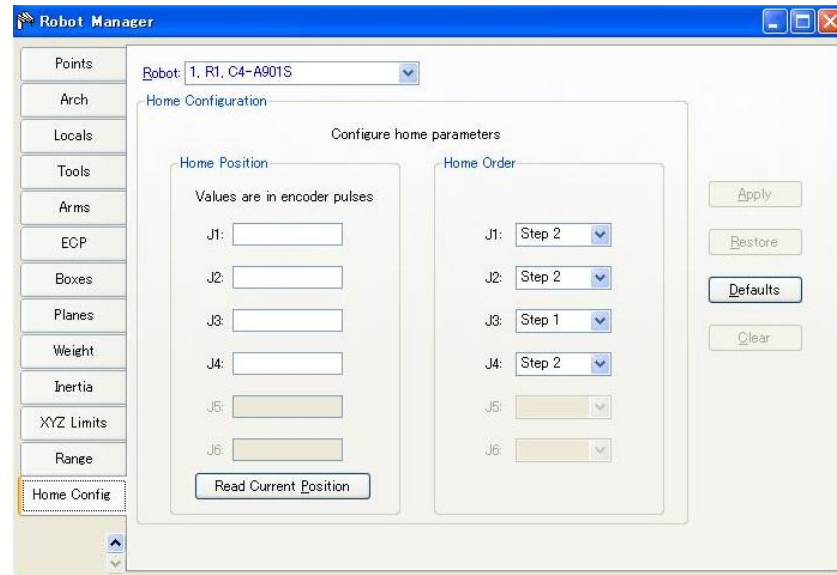 Robot Manager
Points
Arch
Locals
Tools
Arms
ECP
Boxes
Planes
Weight
Inertia
XYZ Limits
Range
Home Config
Robot: 1, R1, C4-A901S
Home Configuration
Configure home parameters
Home Position
Values are in encoder pulses
J1:
J2:
J3:
J4:
J5:
J6:
Read Current Position
Home Order
J1: Step 2
J2: Step 2
J3: Step 1
J4: Step 2
J5:
J6:
Apply
Restore
Defaults
Clear